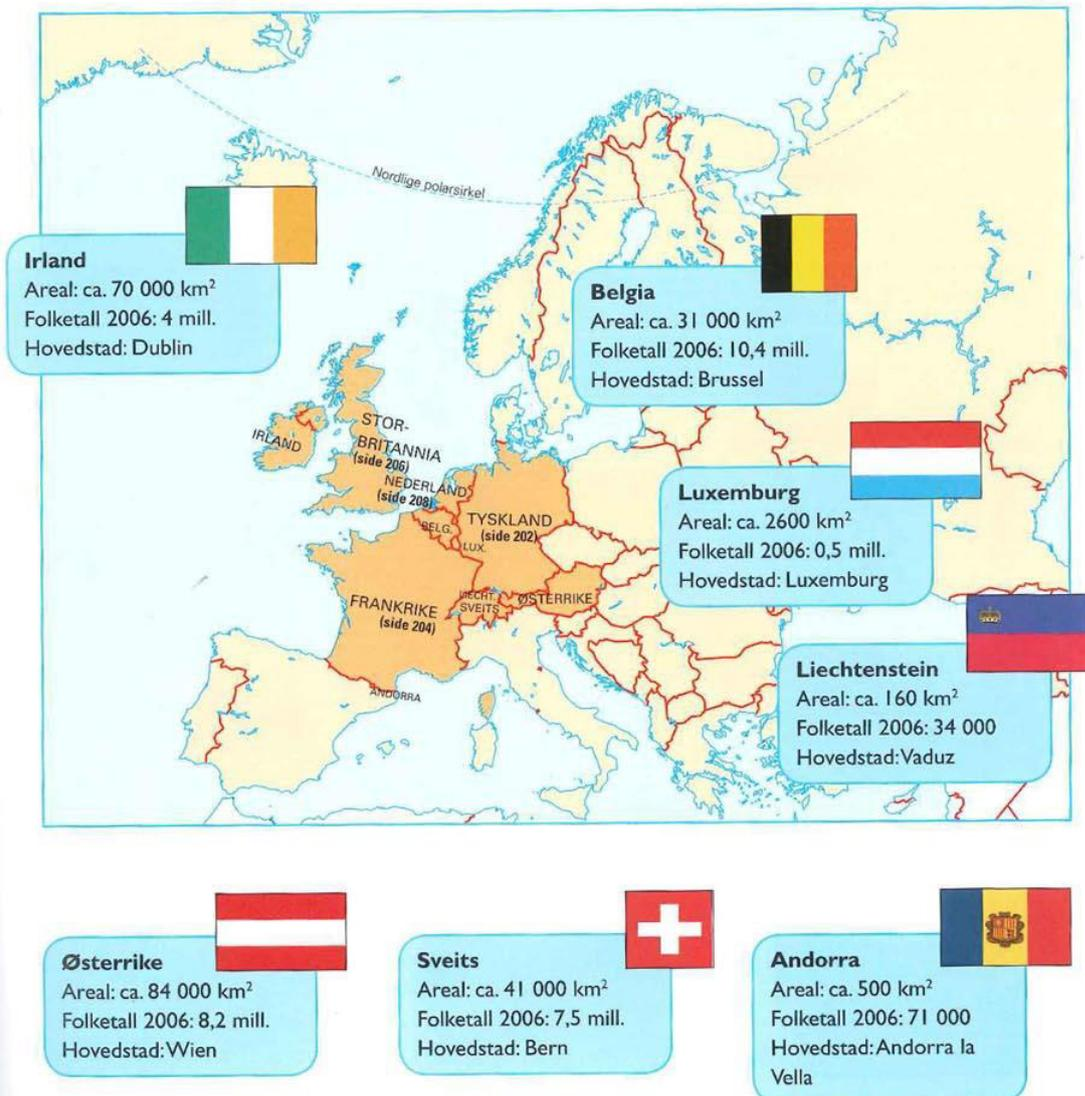 Nordlige polarsirkel
Irland
Areal: ca. 70 000 km²
Folketall 2006: 4 mill.
Hovedstad: Dublin
Belgia
Areal: ca. 31 000 km²
Folketall 2006: 10,4 mill.
Hovedstad: Brussel
IRLAND
STOR-
BRITANNIA
(side 206)
NEDERLAND
(side 208)
BELG.
LUX.
TYSKLAND
(side 202)
FRANKRIKE
(side 204)
LIECHT.
SVEITS
ØSTERRIKE
ANDORRA
Luxemburg
Areal: ca. 2600 km²
Folketall 2006: 0,5 mill.
Hovedstad: Luxemburg
Liechtenstein
Areal: ca. 160 km²
Folketall 2006: 34 000
Hovedstad: Vaduz
Østerrike
Areal: ca. 84 000 km²
Folketall 2006: 8,2 mill.
Hovedstad: Wien
Sveits
Areal: ca. 41 000 km²
Folketall 2006: 7,5 mill.
Hovedstad: Bern
Andorra
Areal: ca. 500 km²
Folketall 2006: 71 000
Hovedstad: Andorra la
Vella